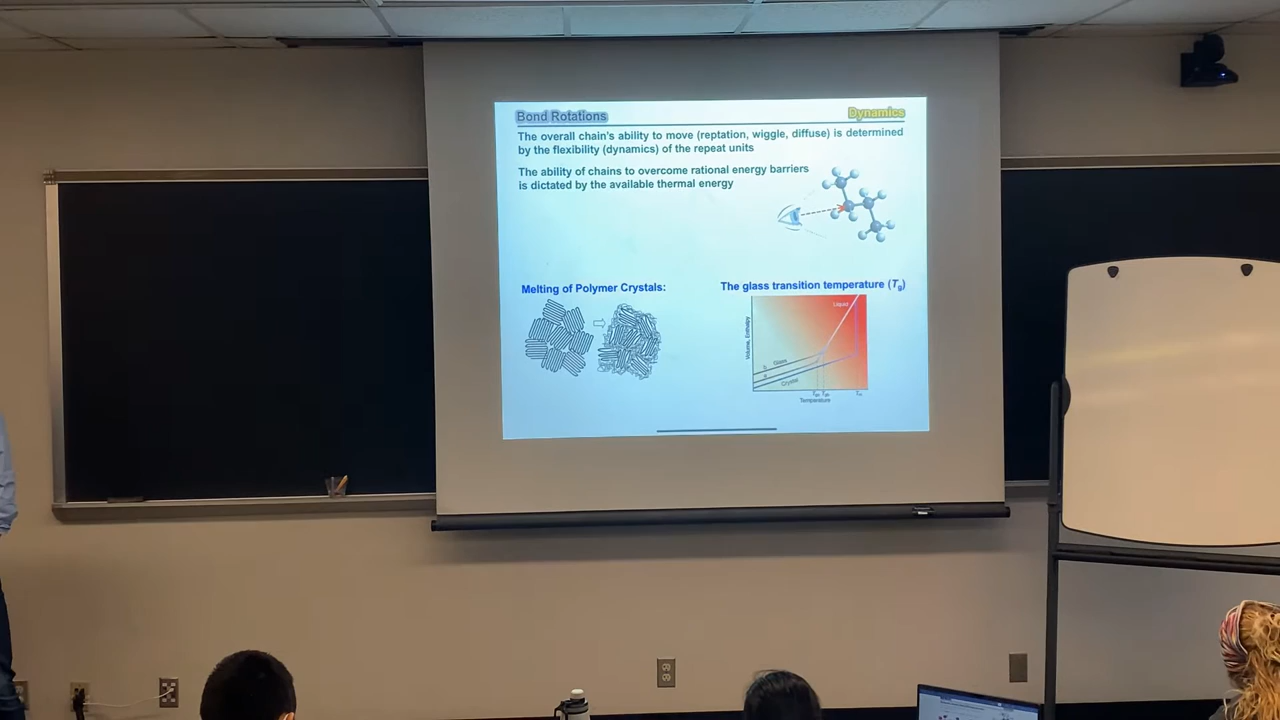 Bond Rotations
Dynamics
The overall chain's ability to move (reptation, wiggle, diffuse) is determined
by the flexibility (dynamics) of the repeat units
The ability of chains to overcome rational energy barriers
is dictated by the available thermal energy
Melting of Polymer Crystals:
The glass transition temperature (Tg)
Liquid
Volume, Enthalpy
b
Glass
a
Crystal
Temperature